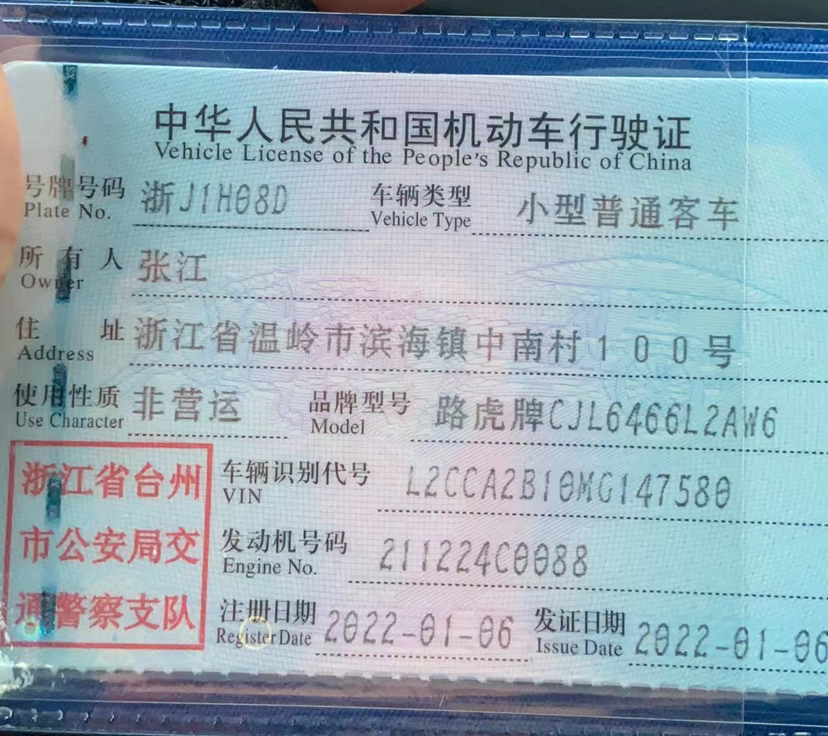 中华人民共和国机动车行驶证
Vehicle License of the People's Republic of China
号牌号码 浙J1H08D 车辆类型 小型普通客车
Plate No. Vehicle Type
所有人 张江
Owner
住址 浙江省温岭市滨海镇中南村100号
Address
使用性质 非营运 品牌型号 路虎牌CJL6466L2AW6
Use Character Model
浙江省台州 车辆识别代号 L2CCA2B10MG147580
VIN
市公安局交 发动机号码 211224C0088
Engine No.
通警察支队 注册日期 2022-01-06 发证日期 2022-01-06
Register Date Issue Date